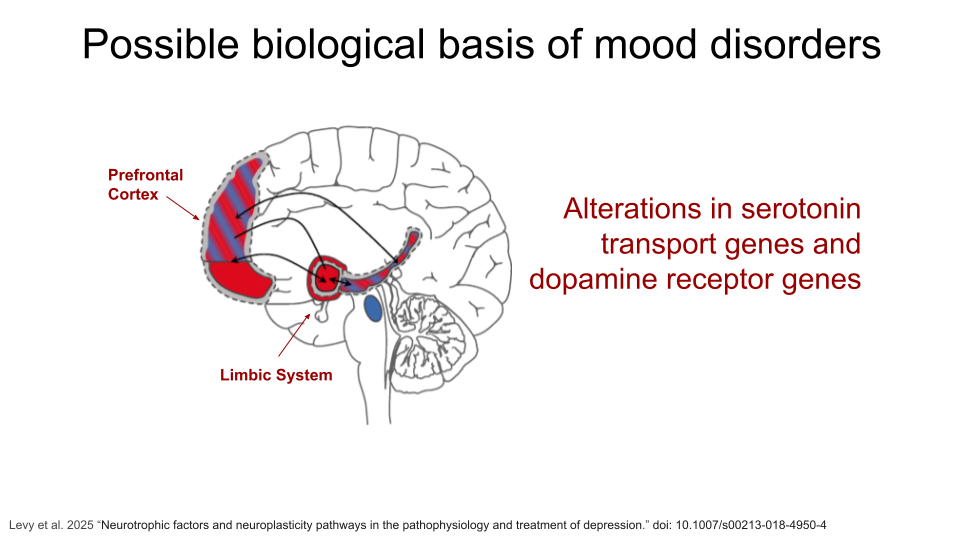 Possible biological basis of mood disorders
Prefrontal
Cortex
Alterations in serotonin
transport genes and
dopamine receptor genes
Limbic System
Levy et al. 2025 “Neurotrophic factors and neuroplasticity pathways in the pathophysiology and treatment of depression.” doi: 10.1007/s00213-018-4950-4